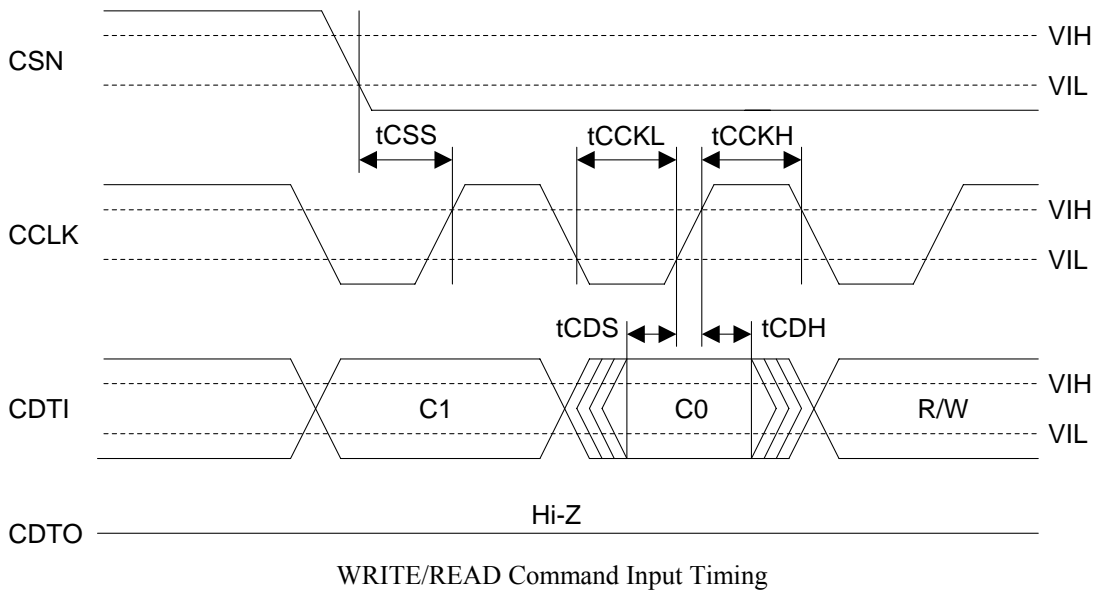 CSN
VIH
VIL
tCSS
tCCKL
tCCKH
CCLK
VIH
VIL
tCDS
tCDH
CDTI
C1
C0
R/W
VIH
VIL
CDTO
Hi-Z
WRITE/READ Command Input Timing